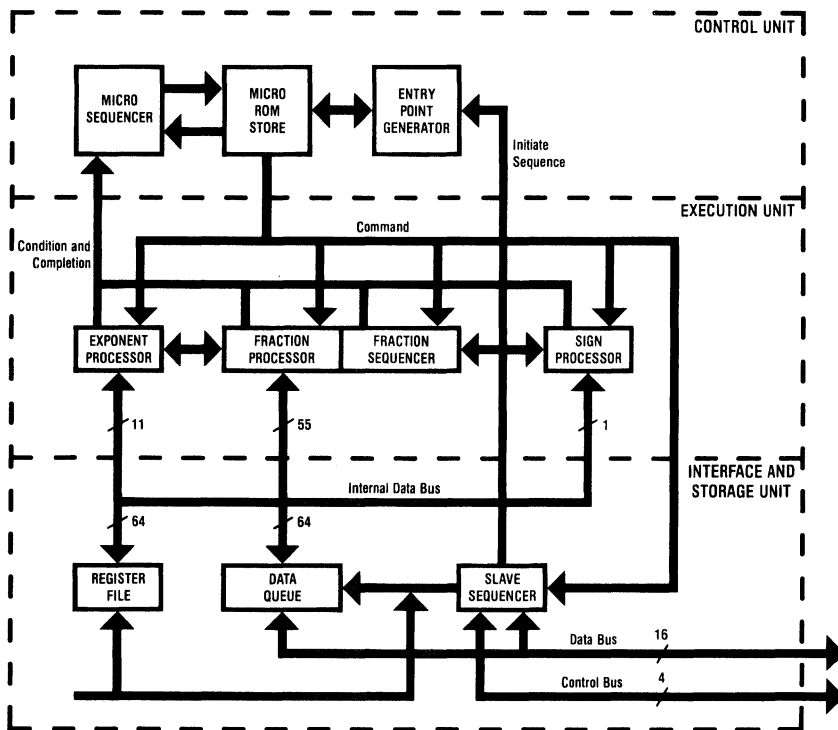 CONTROL UNIT
MICRO
SEQUENCER
MICRO
ROM
STORE
ENTRY
POINT
GENERATOR
Initiate
Sequence
EXECUTION UNIT
Command
Condition and
Completion
EXPONENT
PROCESSOR
FRACTION
PROCESSOR
FRACTION
SEQUENCER
SIGN
PROCESSOR
11
55
1
INTERFACE AND
STORAGE UNIT
Internal Data Bus
64
64
REGISTER
FILE
DATA
QUEUE
SLAVE
SEQUENCER
Data Bus
16
Control Bus
4